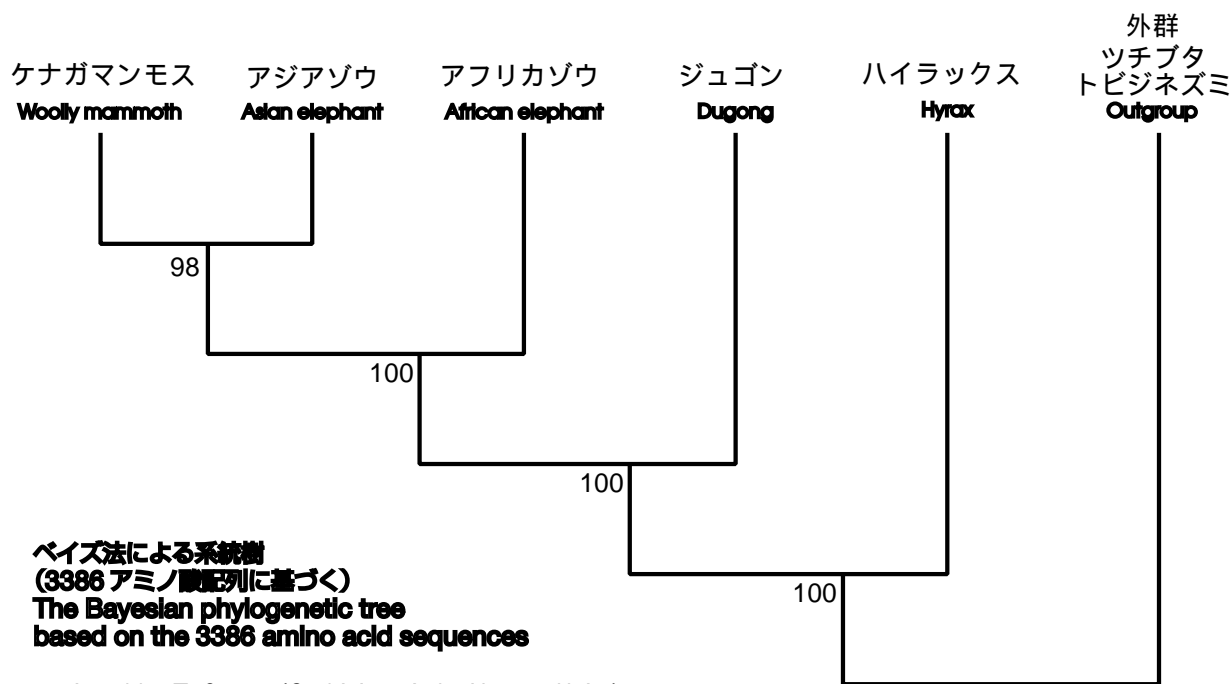 ケナガマンモス
Woolly mammoth
アジアゾウ
Asian elephant
アフリカゾウ
African elephant
ジュゴン
Dugong
ハイラックス
Hyrax
外群
ツチブタ
トビジネズミ
Outgroup
98
100
100
100
ベイズ法による系統樹
（3386 アミノ酸配列に基づく）
The Bayesian phylogenetic tree
based on the 3386 amino acid sequences